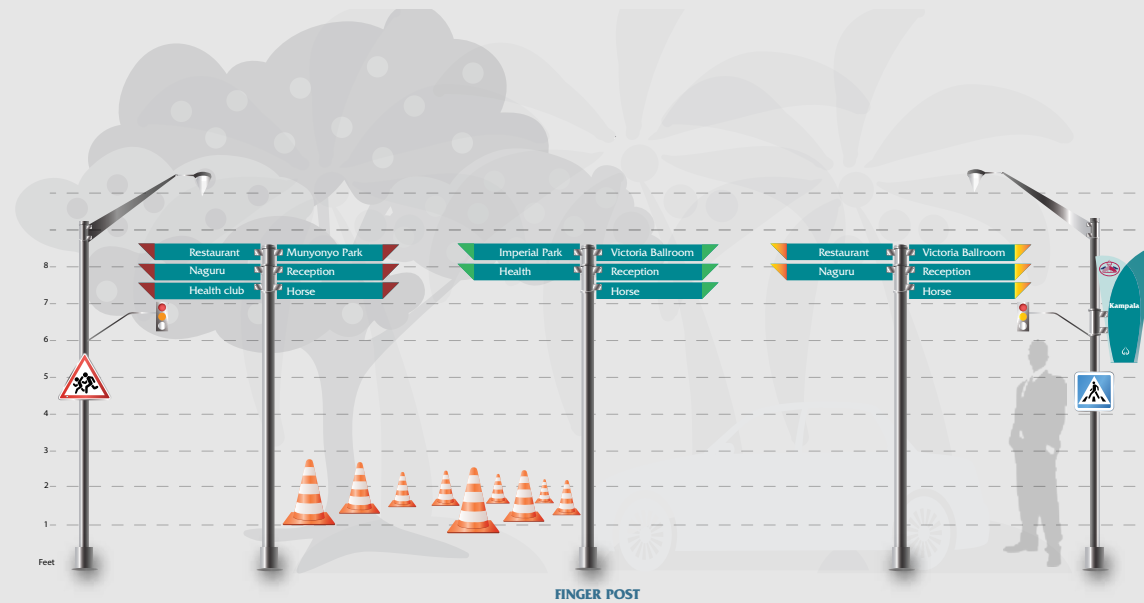 Restaurant
Munyonyo Park
Naguru
Reception
Health club
Horse
Imperial Park
Victoria Ballroom
Health
Reception
Horse
Restaurant
Victoria Ballroom
Naguru
Reception
Horse
Kampala
8
7
6
5
4
3
2
1
Feet
FINGER POST